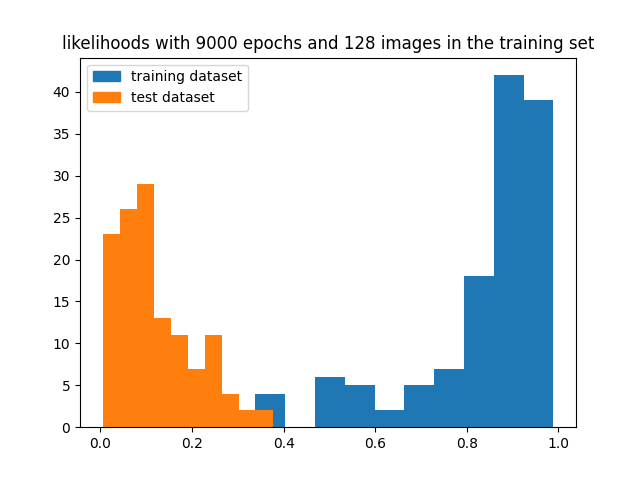 likelihoods with 9000 epochs and 128 images in the training set
training dataset
test dataset
40
35
30
25
20
15
10
5
0
0.0 0.2 0.4 0.6 0.8 1.0